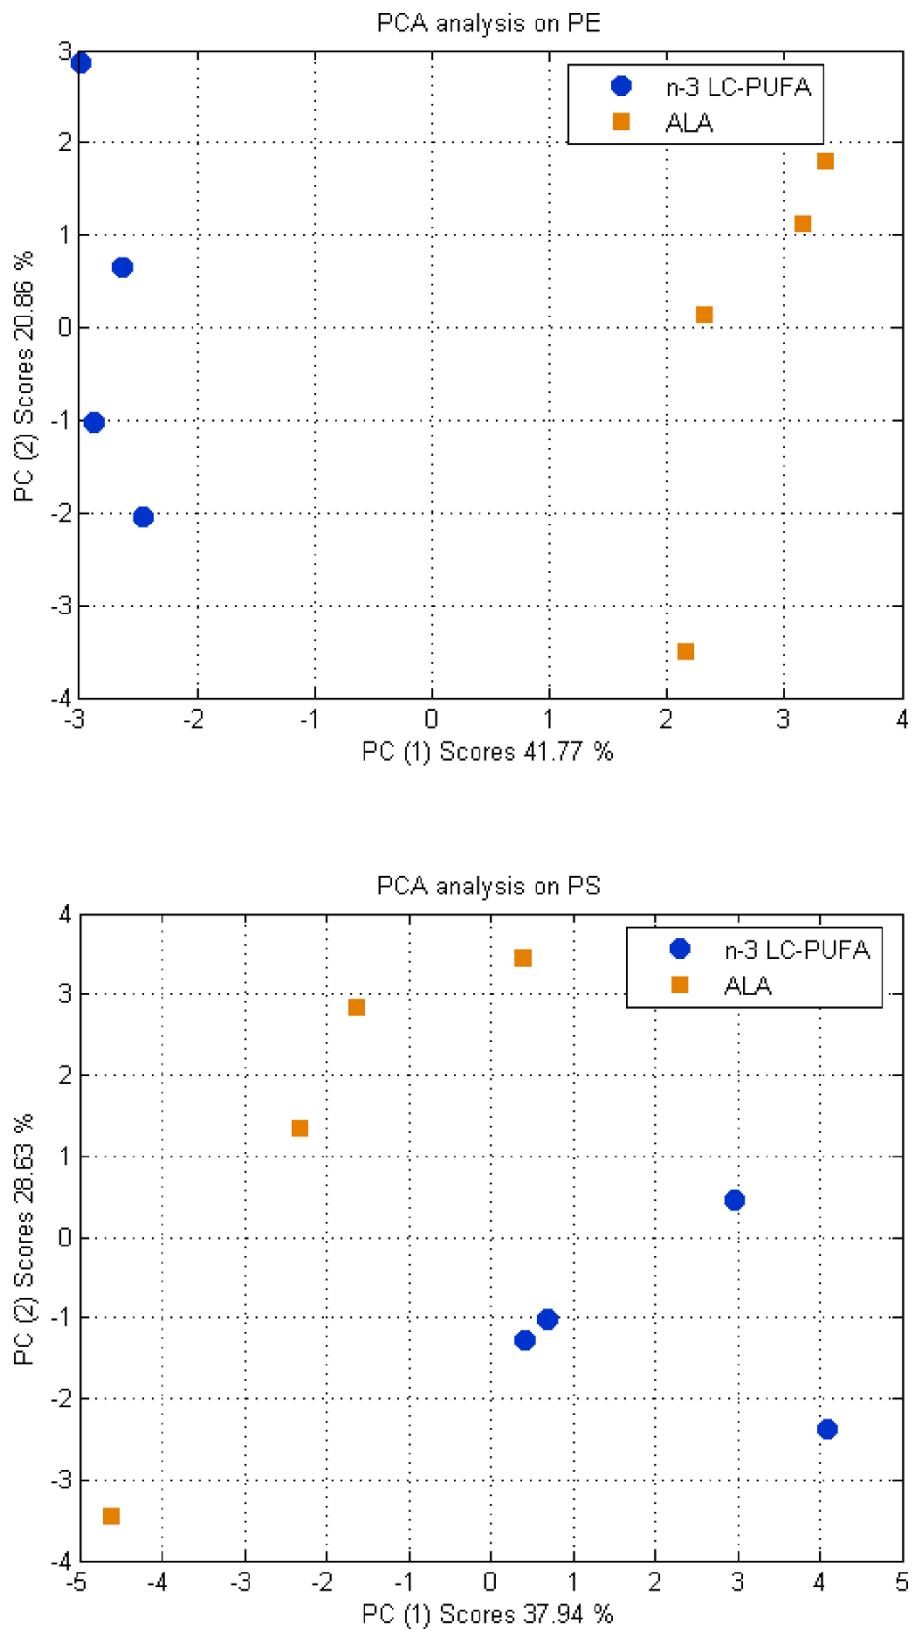 PCA analysis on PE
n-3 LC-PUFA
ALA
PC (2) Scores 20.86 %
3
2
1
0
-1
-2
-3
-4
-3 -2 -1 0 1 2 3 4
PC (1) Scores 41.77 %
PCA analysis on PS
n-3 LC-PUFA
ALA
PC (2) Scores 28.63 %
4
3
2
1
0
-1
-2
-3
-4
-5 -4 -3 -2 -1 0 1 2 3 4 5
PC (1) Scores 37.94 %